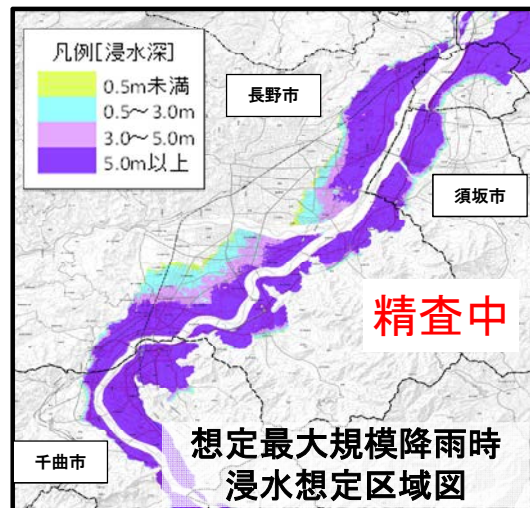 凡例[浸水深]
0.5m未満
0.5～3.0m
3.0～5.0m
5.0m以上
長野市
須坂市
精査中
千曲市
想定最大規模降雨時
浸水想定区域図